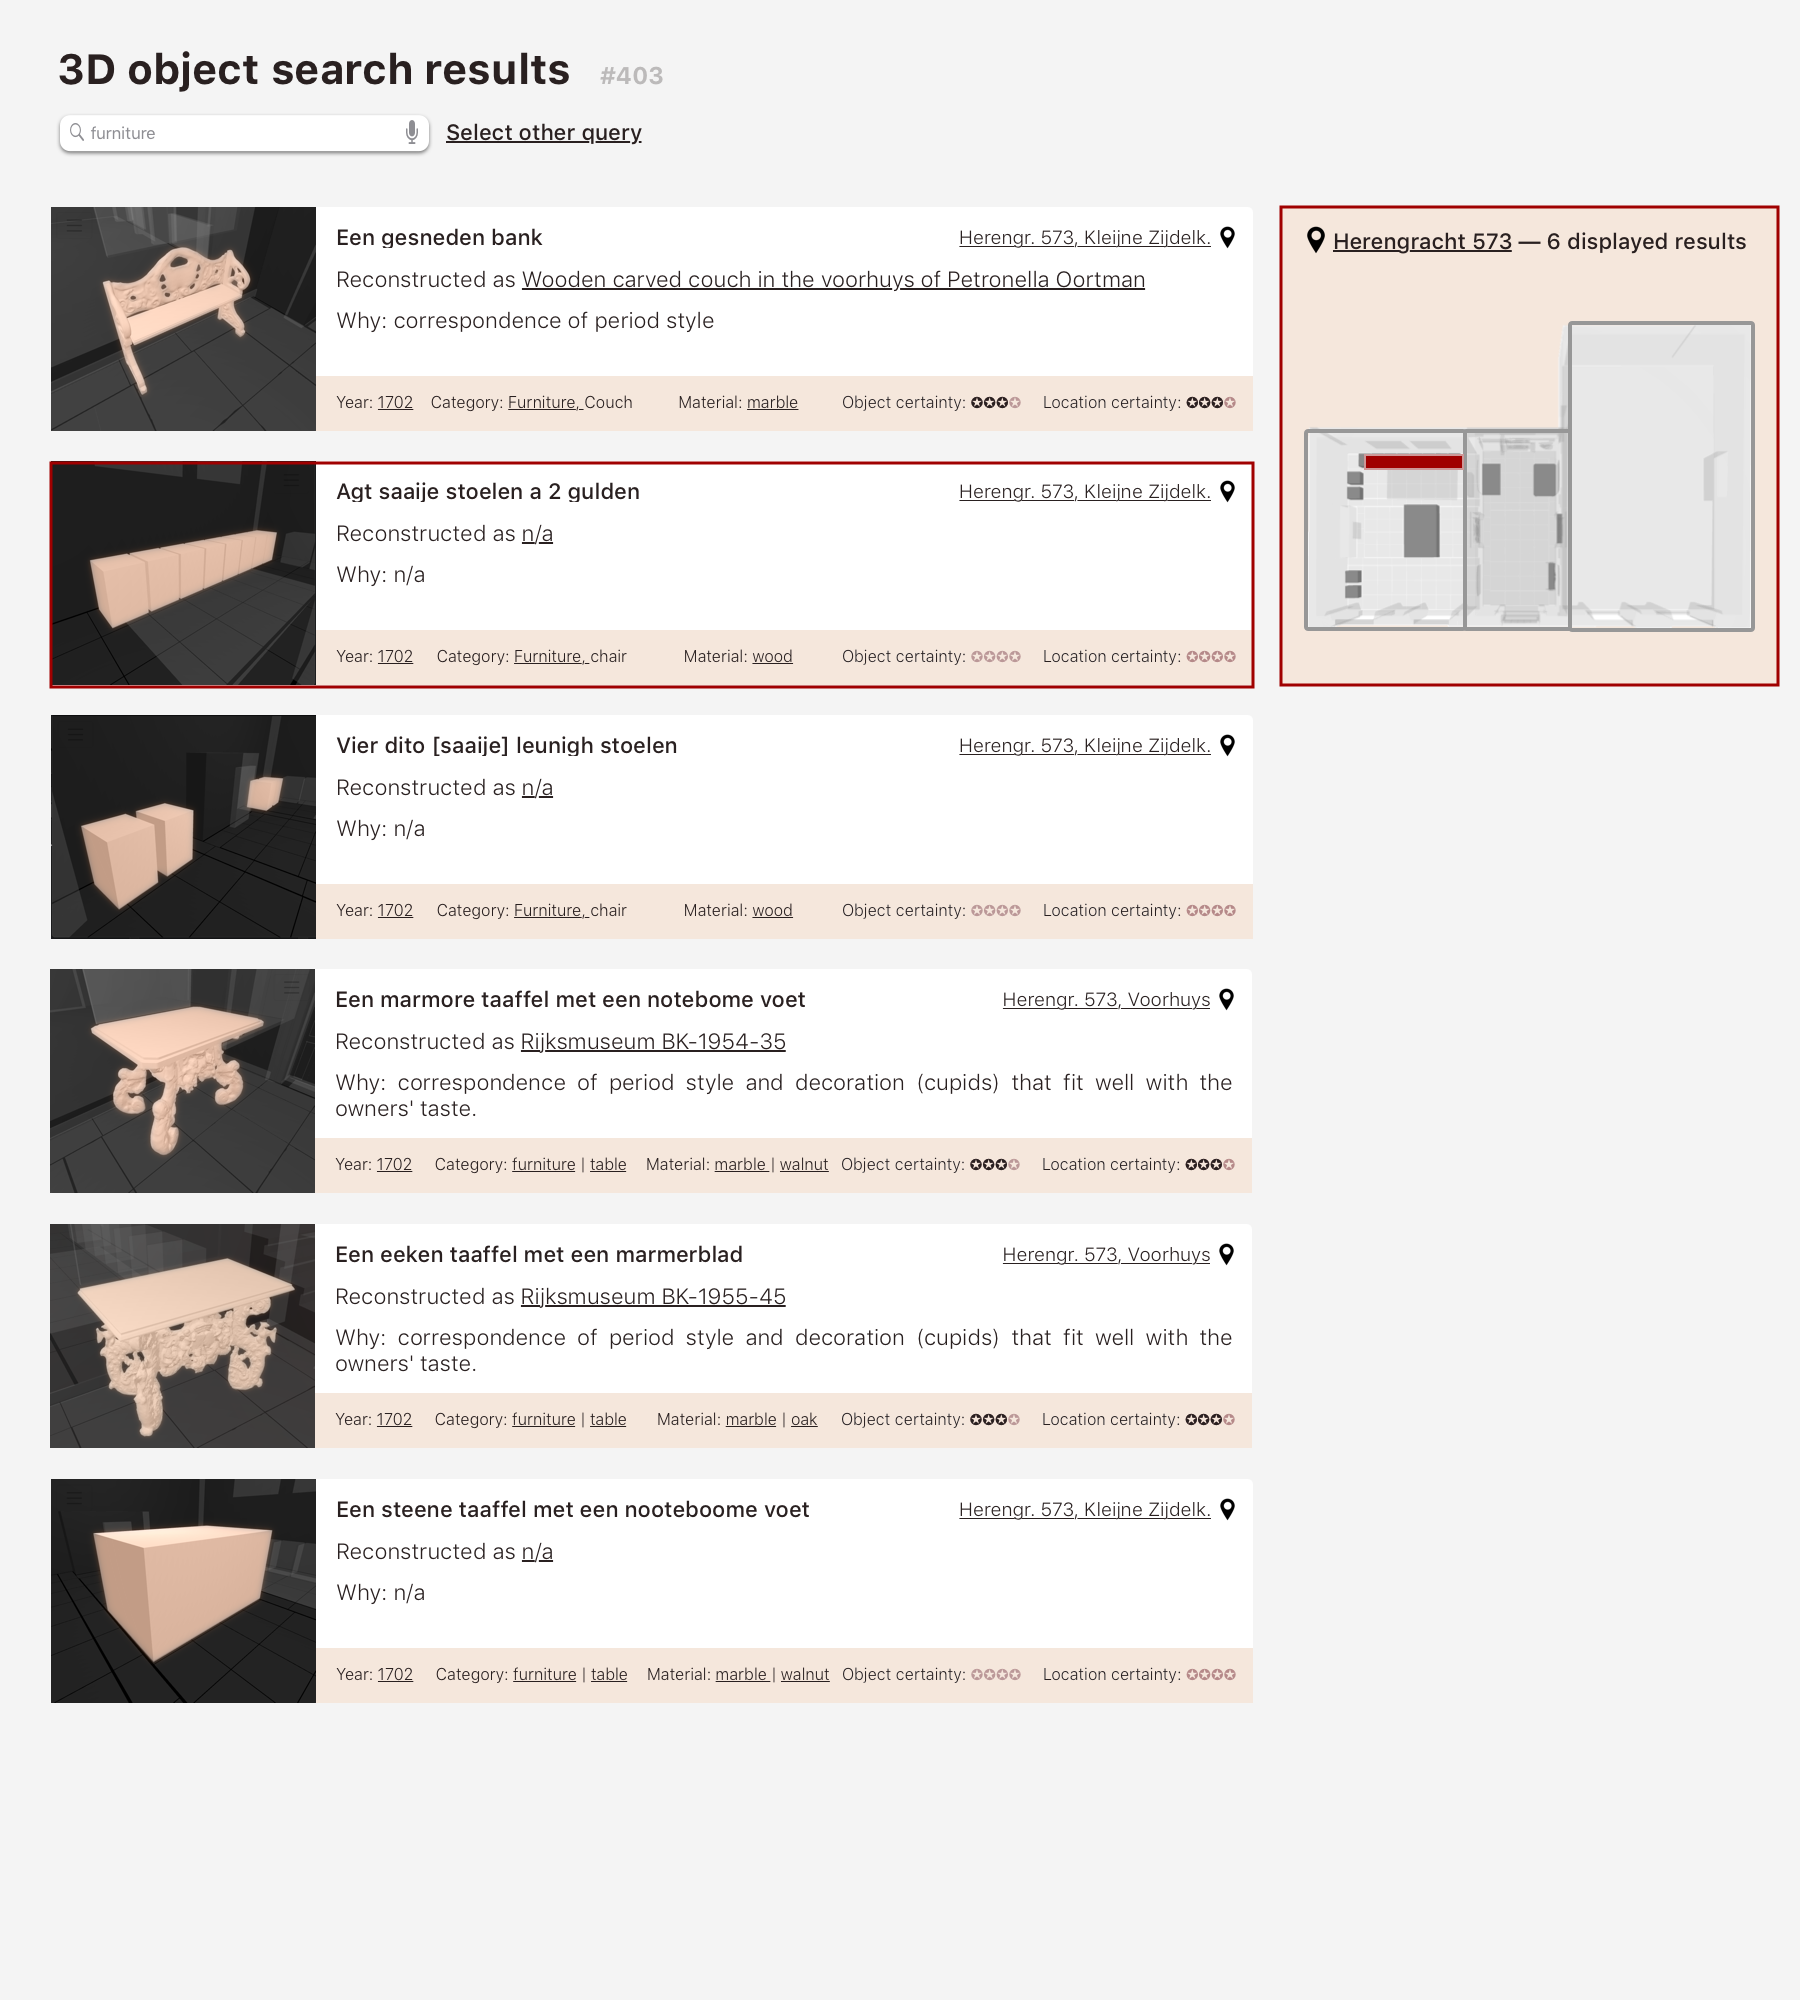 3D object search results #403
furniture Select other query
Een gesneden bank Herengr. 573, Kleijne Zijdelk.
Reconstructed as Wooden carved couch in the voorhuys of Petronella Oortman
Why: correspondence of period style
Year: 1702 Category: Furniture, Couch Material: marble Object certainty: ✪✪✪✪ Location certainty: ✪✪✪✪
Herengracht 573 — 6 displayed results
Agt saaije stoelen a 2 gulden Herengr. 573, Kleijne Zijdelk.
Reconstructed as n/a
Why: n/a
Year: 1702 Category: Furniture, chair Material: wood Object certainty: ✪✪✪✪ Location certainty: ✪✪✪✪
Vier dito [saaije] leunigh stoelen Herengr. 573, Kleijne Zijdelk.
Reconstructed as n/a
Why: n/a
Year: 1702 Category: Furniture, chair Material: wood Object certainty: ✪✪✪✪ Location certainty: ✪✪✪✪
Een marmore taaffel met een notebome voet Herengr. 573, Voorhuys
Reconstructed as Rijksmuseum BK-1954-35
Why: correspondence of period style and decoration (cupids) that fit well with the
owners' taste.
Year: 1702 Category: furniture | table Material: marble | walnut Object certainty: ✪✪✪✪ Location certainty: ✪✪✪✪
Een eeken taaffel met een marmerblad Herengr. 573, Voorhuys
Reconstructed as Rijksmuseum BK-1955-45
Why: correspondence of period style and decoration (cupids) that fit well with the
owners' taste.
Year: 1702 Category: furniture | table Material: marble | oak Object certainty: ✪✪✪✪ Location certainty: ✪✪✪✪
Een steene taaffel met een nooteboome voet Herengr. 573, Kleijne Zijdelk.
Reconstructed as n/a
Why: n/a
Year: 1702 Category: furniture | table Material: marble | walnut Object certainty: ✪✪✪✪ Location certainty: ✪✪✪✪